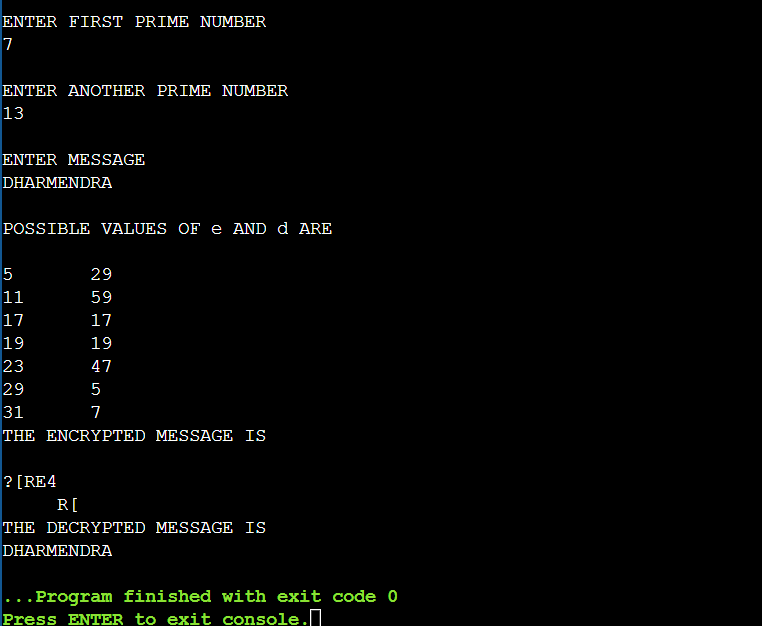 ENTER FIRST PRIME NUMBER
7
ENTER ANOTHER PRIME NUMBER
13
ENTER MESSAGE
DHARMENDRA
POSSIBLE VALUES OF e AND d ARE
5 29
11 59
17 17
19 19
23 47
29 5
31 7
THE ENCRYPTED MESSAGE IS
?[RE4
R[
THE DECRYPTED MESSAGE IS
DHARMENDRA
...Program finished with exit code 0
Press ENTER to exit console.